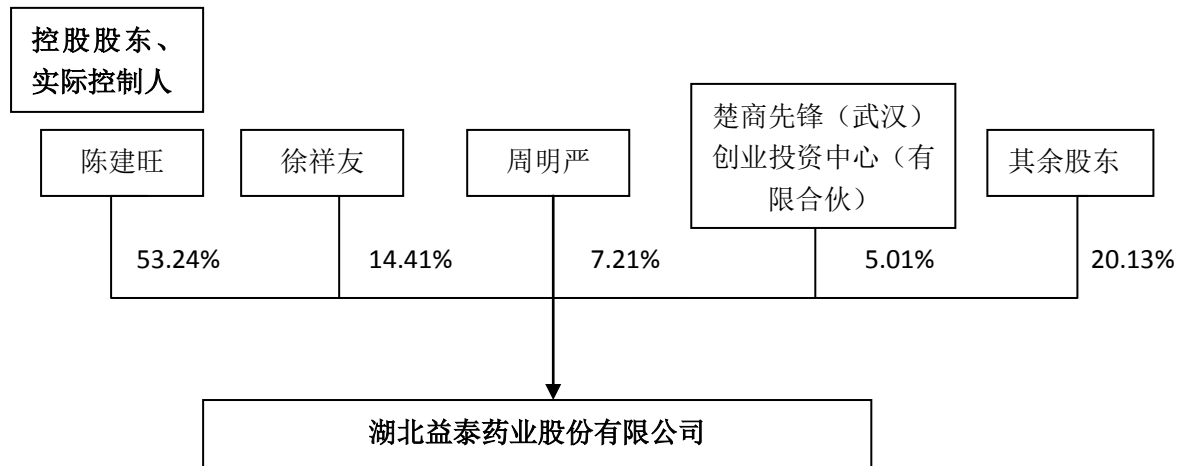 控股股东、
实际控制人
陈建旺
徐祥友
周明严
楚商先锋（武汉）
创业投资中心（有
限合伙）
其余股东
53.24%
14.41%
7.21%
5.01%
20.13%
湖北益泰药业股份有限公司